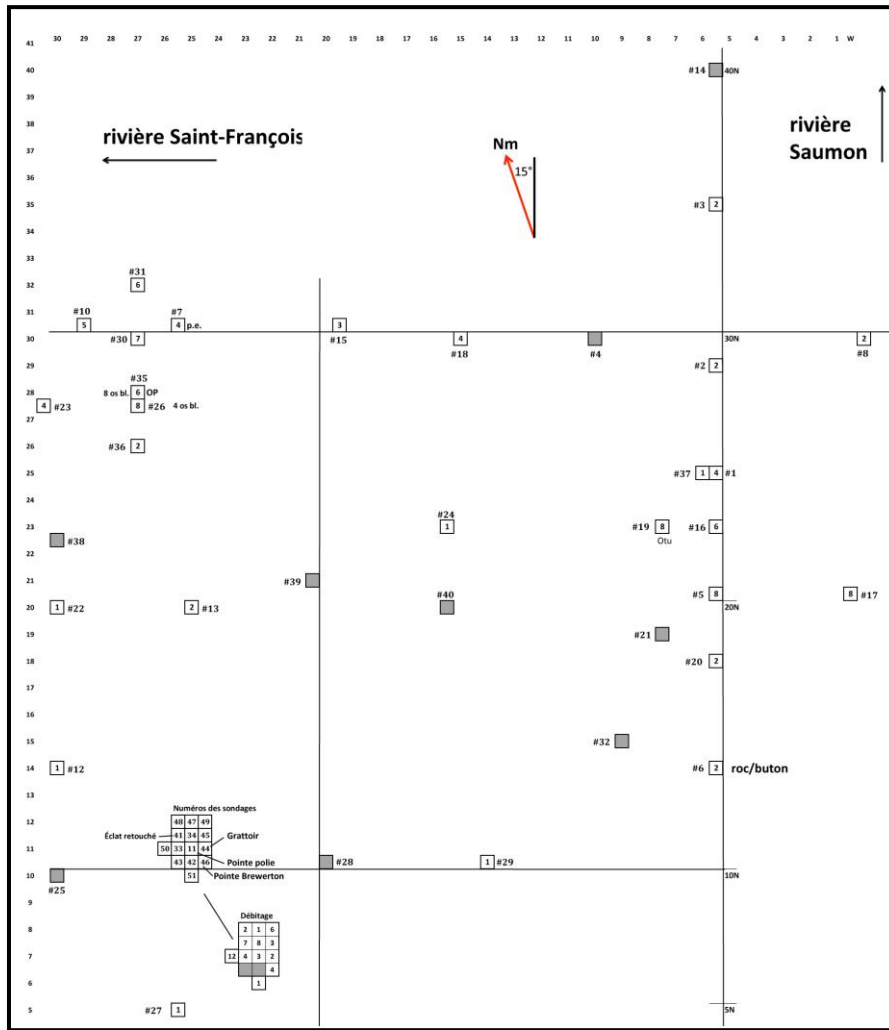 30 29 28 27 26 25 24 23 22 21 20 19 18 17 16 15 14 13 12 11 10 9 8 7 6 5 4 3 2 1 W
41
40 #14 40N
39
38
rivière Saint-François
rivière
Saumon
37 Nm
15°
36
35 #3 2
34
33
#31
32 6
#10 #7
31 5 4 p.e. 3
30 #30 7 #15 4 30N 2
#18 #4 #8
29 #2 2
#35
28 8 os bl. 6 OP
4 #23 8 #26 4 os bl.
27
26 #36 2
25 #37 1 4 #1
24
#24
23 1 #19 8 #16 6
Otu
#38
22
21 #39
#40 #5 8 8 #17
20 1 #22 2 #13 20N
19 #21
18 #20 2
17
16
15 #32
14 1 #12 #6 2 roc/buton
13
Numéros des sondages
12 48 47 49
Éclat retouché 41 34 45 Grattoir
11 50 33 11 44
43 42 46 Pointe polie #28 1 #29
10 51 Pointe Brewerton 10N
#25
9
Débitage
8 2 1 6
7 8 3
7 12 4 3 2
4
6 1
5 #27 1 5N